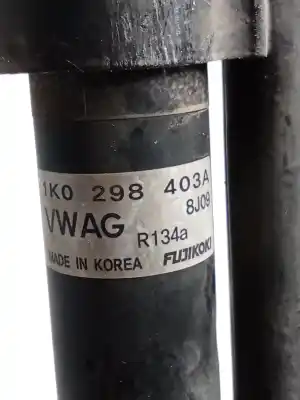 1K0 298 403A
8J09
VWAG
R134a
MADE IN KOREA FUJIKOKI